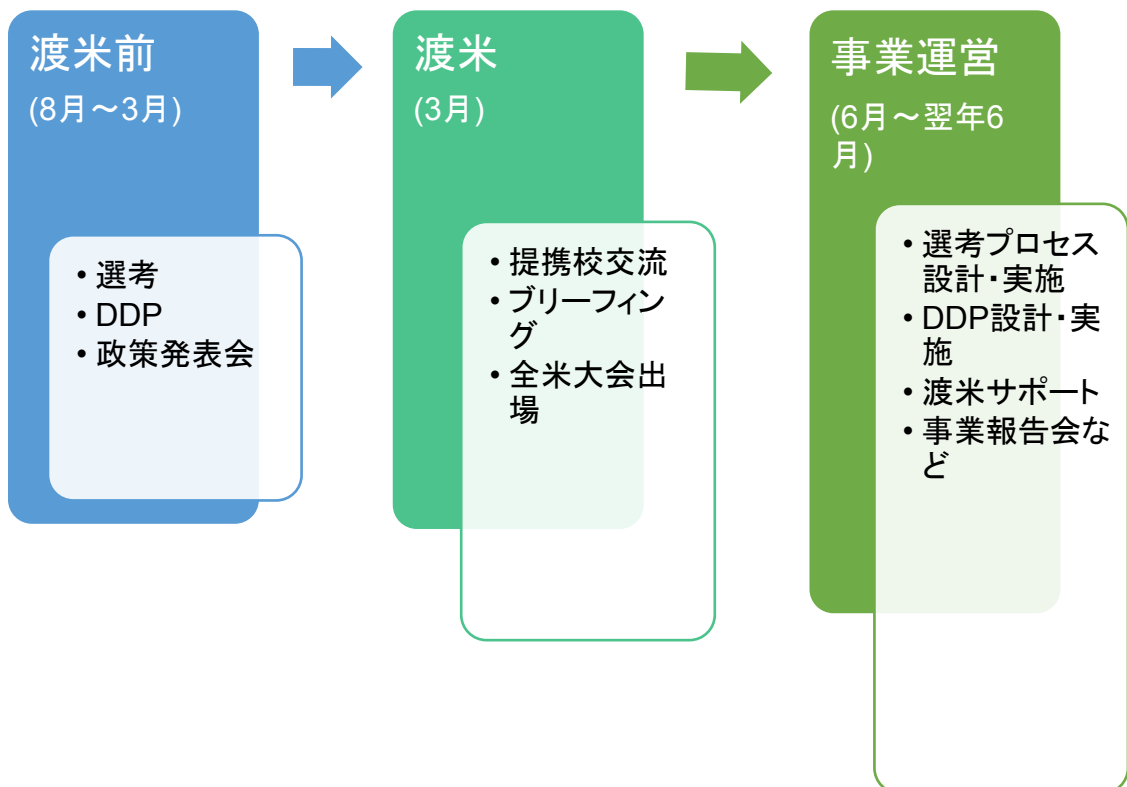 渡米前
(8月～3月)
• 選考
• DDP
• 政策発表会
渡米
(3月)
• 提携校交流
• ブリーフィン
グ
• 全米大会出
場
事業運営
(6月～翌年6
月)
• 選考プロセス
設計・実施
• DDP設計・実
施
• 渡米サポート
• 事業報告会な
ど